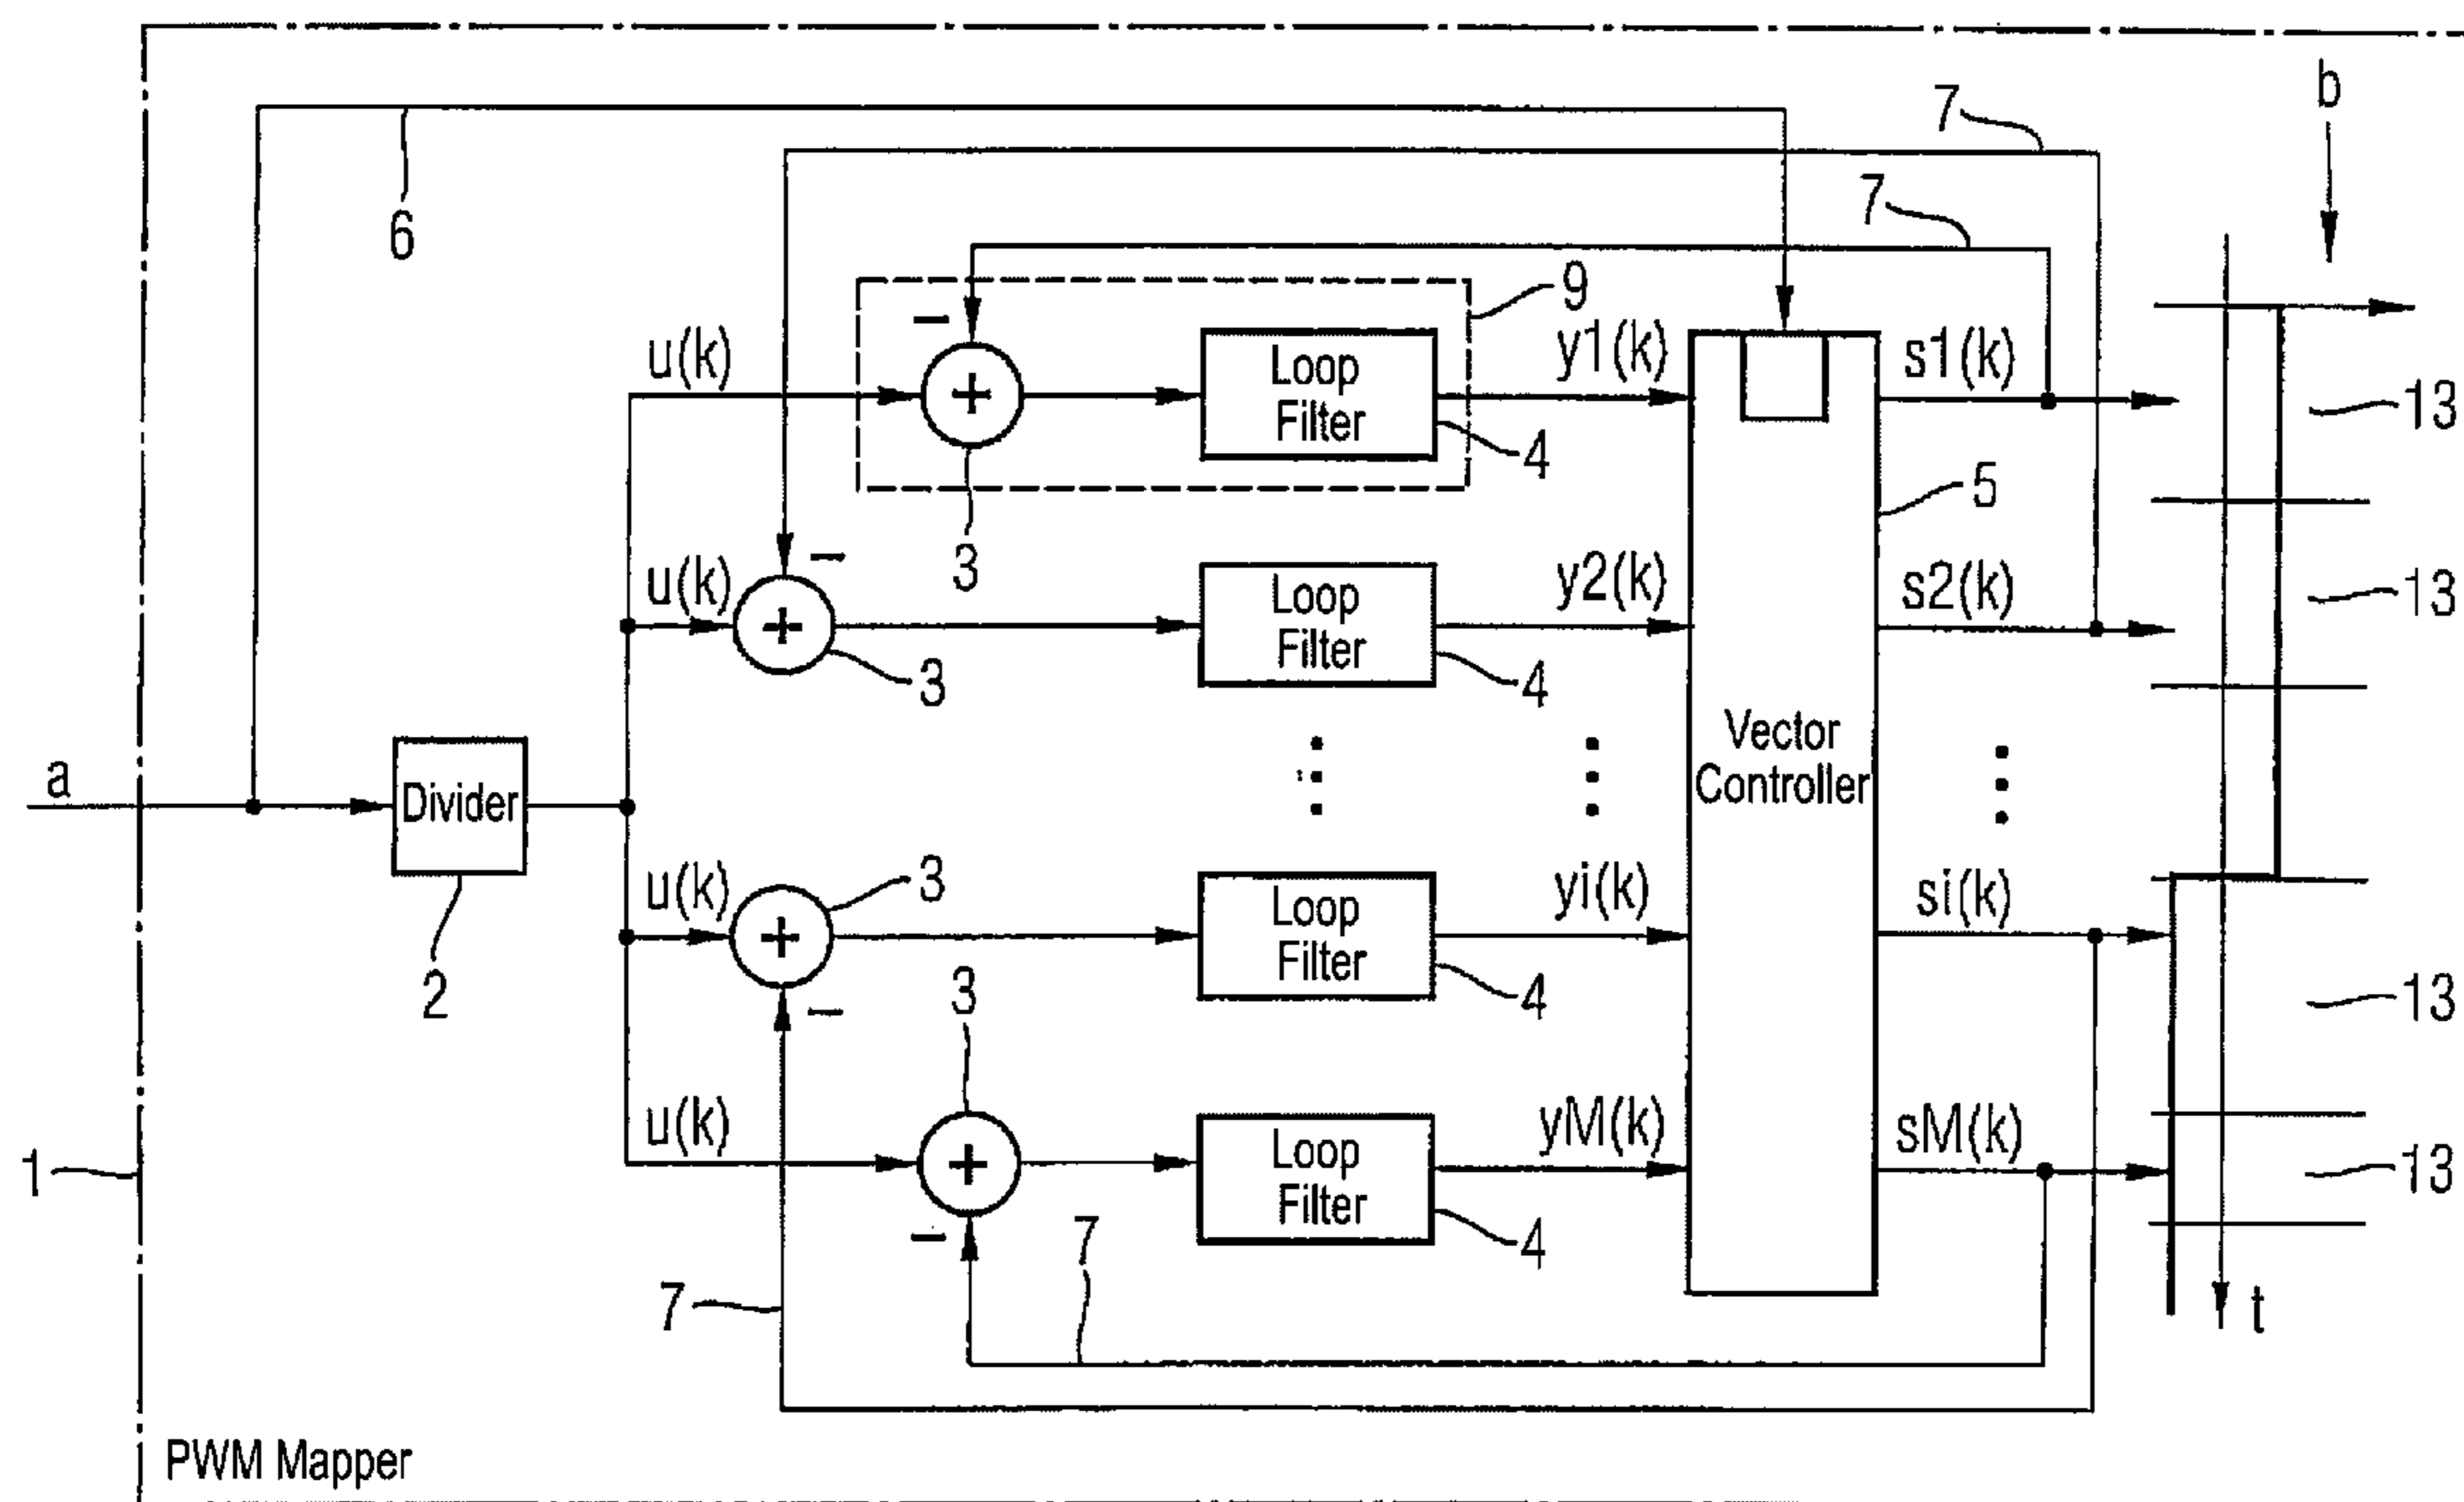 b
7
7
6
9
u(k)
Loop
Filter
y1(k)
s1(k)
13
4
3
5
u(k)
Loop
Filter
y2(k)
s2(k)
13
3
4
a
Divider
Vector
Controller
2
u(k)
3
Loop
Filter
yi(k)
si(k)
4
13
3
u(k)
Loop
Filter
yM(k)
sM(k)
13
1
4
7
7
t
PWM Mapper